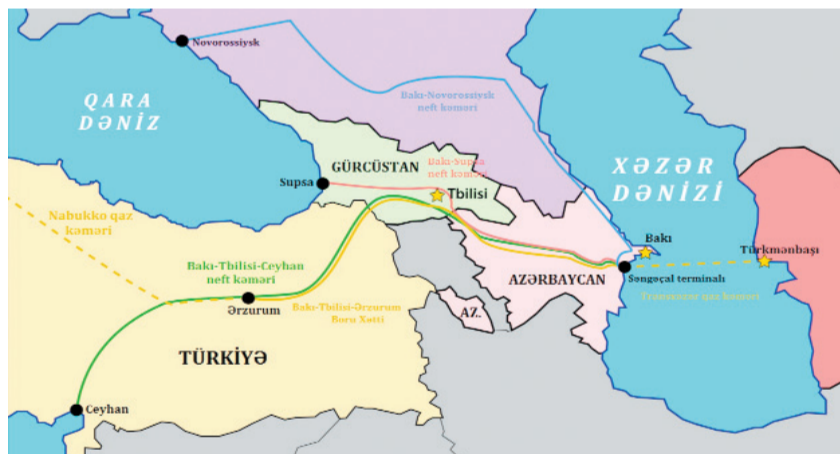 Novorossiysk
QARA
DƏNİZ
Bakı-Novorossiysk
neft kəməri
GÜRCÜSTAN
Bakı-Supsa
neft kəməri
XƏZƏR
DƏNİZİ
Supsa
Tbilisi
Nabukko qaz
kəməri
Bakı
Türkmənbaşı
Bakı-Tbilisi-Ceyhan
neft kəməri
AZƏRBAYCAN
Səngəçal terminalı
Transxəzər qaz kəməri
Ərzurum
Bakı-Tbilisi-Ərzurum
Boru Xətti
AZ.
TÜRKİYƏ
Ceyhan